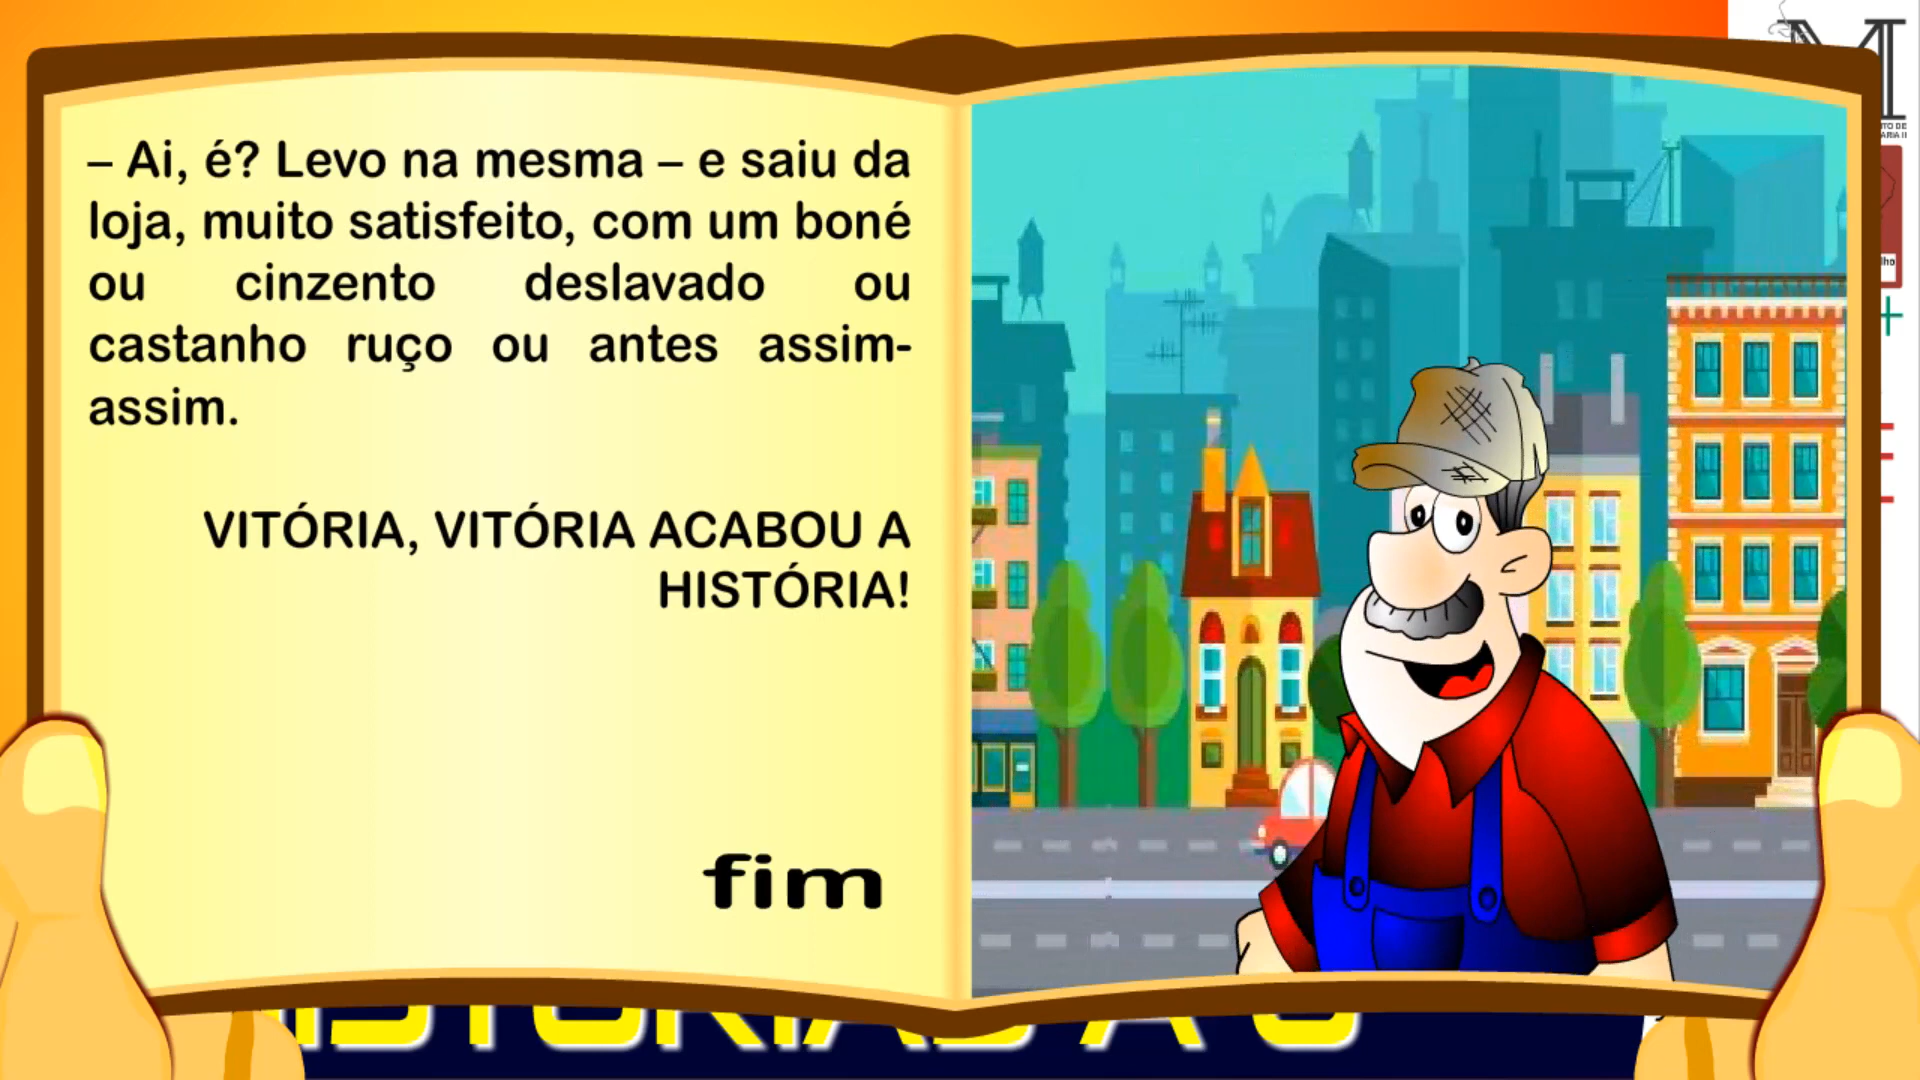 – Ai, é? Levo na mesma – e saiu da
loja, muito satisfeito, com um boné
ou cinzento deslavado ou
castanho ruço ou antes assim-
assim.
VITÓRIA, VITÓRIA ACABOU A
HISTÓRIA!
fim